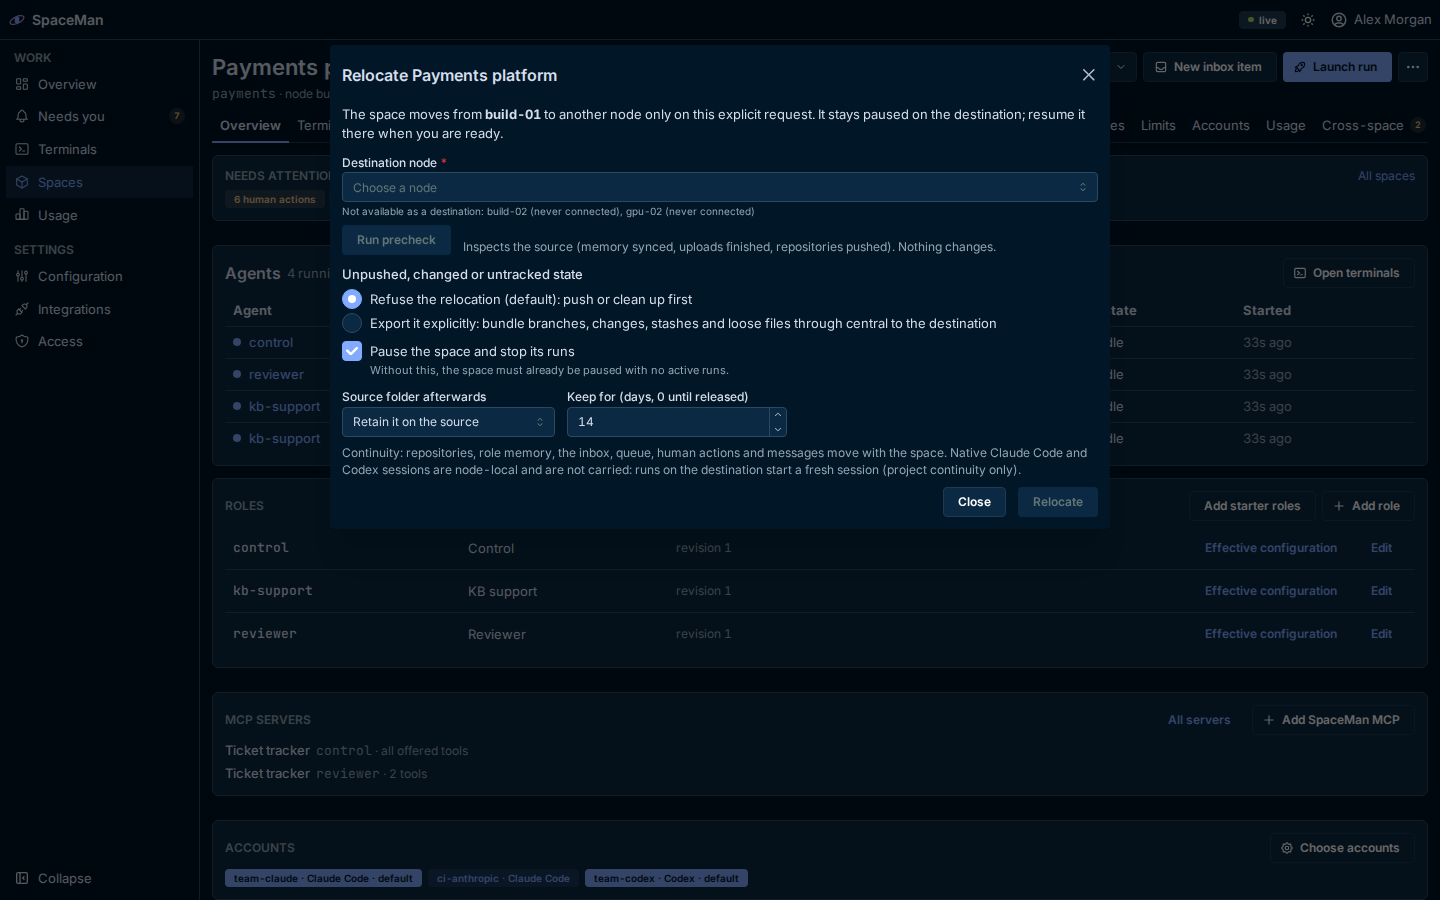 SpaceMan
live
Alex Morgan
WORK
Overview
Needs you
7
Terminals
Spaces
Usage
SETTINGS
Configuration
Integrations
Access
Collapse
Payments p
payments · node bu
New inbox item
Launch run
Overview
Termi
es
Limits
Accounts
Usage
Cross-space
2
NEEDS ATTENTIO
All spaces
6 human actions
Relocate Payments platform
The space moves from build-01 to another node only on this explicit request. It stays paused on the destination; resume it
there when you are ready.
Destination node *
Choose a node
Not available as a destination: build-02 (never connected), gpu-02 (never connected)
Run precheck
Inspects the source (memory synced, uploads finished, repositories pushed). Nothing changes.
Unpushed, changed or untracked state
Refuse the relocation (default): push or clean up first
Export it explicitly: bundle branches, changes, stashes and loose files through central to the destination
Pause the space and stop its runs
Without this, the space must already be paused with no active runs.
Source folder afterwards
Keep for (days, 0 until released)
Retain it on the source
14
Continuity: repositories, role memory, the inbox, queue, human actions and messages move with the space. Native Claude Code and
Codex sessions are node-local and are not carried: runs on the destination start a fresh session (project continuity only).
Close
Relocate
Agents
4 runni
Open terminals
Agent
tate
Started
control
dle
33s ago
reviewer
dle
33s ago
kb-support
dle
33s ago
kb-support
dle
33s ago
ROLES
Add starter roles
Add role
control
Control
revision 1
Effective configuration
Edit
kb-support
KB support
revision 1
Effective configuration
Edit
reviewer
Reviewer
revision 1
Effective configuration
Edit
MCP SERVERS
All servers
Add SpaceMan MCP
Ticket tracker control · all offered tools
Ticket tracker reviewer · 2 tools
ACCOUNTS
Choose accounts
team-claude · Claude Code · default
ci-anthropic · Claude Code
team-codex · Codex · default